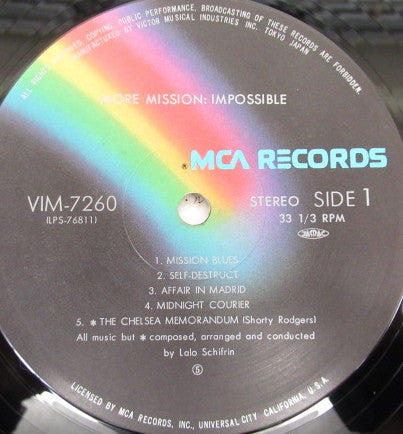 ALL RIGHTS RESERVED. COPYING, PUBLIC PERFORMANCE, BROADCASTING OF THESE RECORDS ARE FORBIDDEN.
MANUFACTURED BY VICTOR MUSICAL INDUSTRIES INC. TOKYO JAPAN
MORE MISSION: IMPOSSIBLE
® MCA RECORDS
VIM-7260
(LPS-76811)
STEREO SIDE 1
33 1/3 RPM
1. MISSION BLUES
2. SELF-DESTRUCT
3. AFFAIR IN MADRID
4. MIDNIGHT COURIER
5. * THE CHELSEA MEMORANDUM (Shorty Rodgers)
All music but * composed, arranged and conducted
by Lalo Schifrin
⑤
LICENSED BY MCA RECORDS, INC., UNIVERSAL CITY, CALIFORNIA, U.S.A.